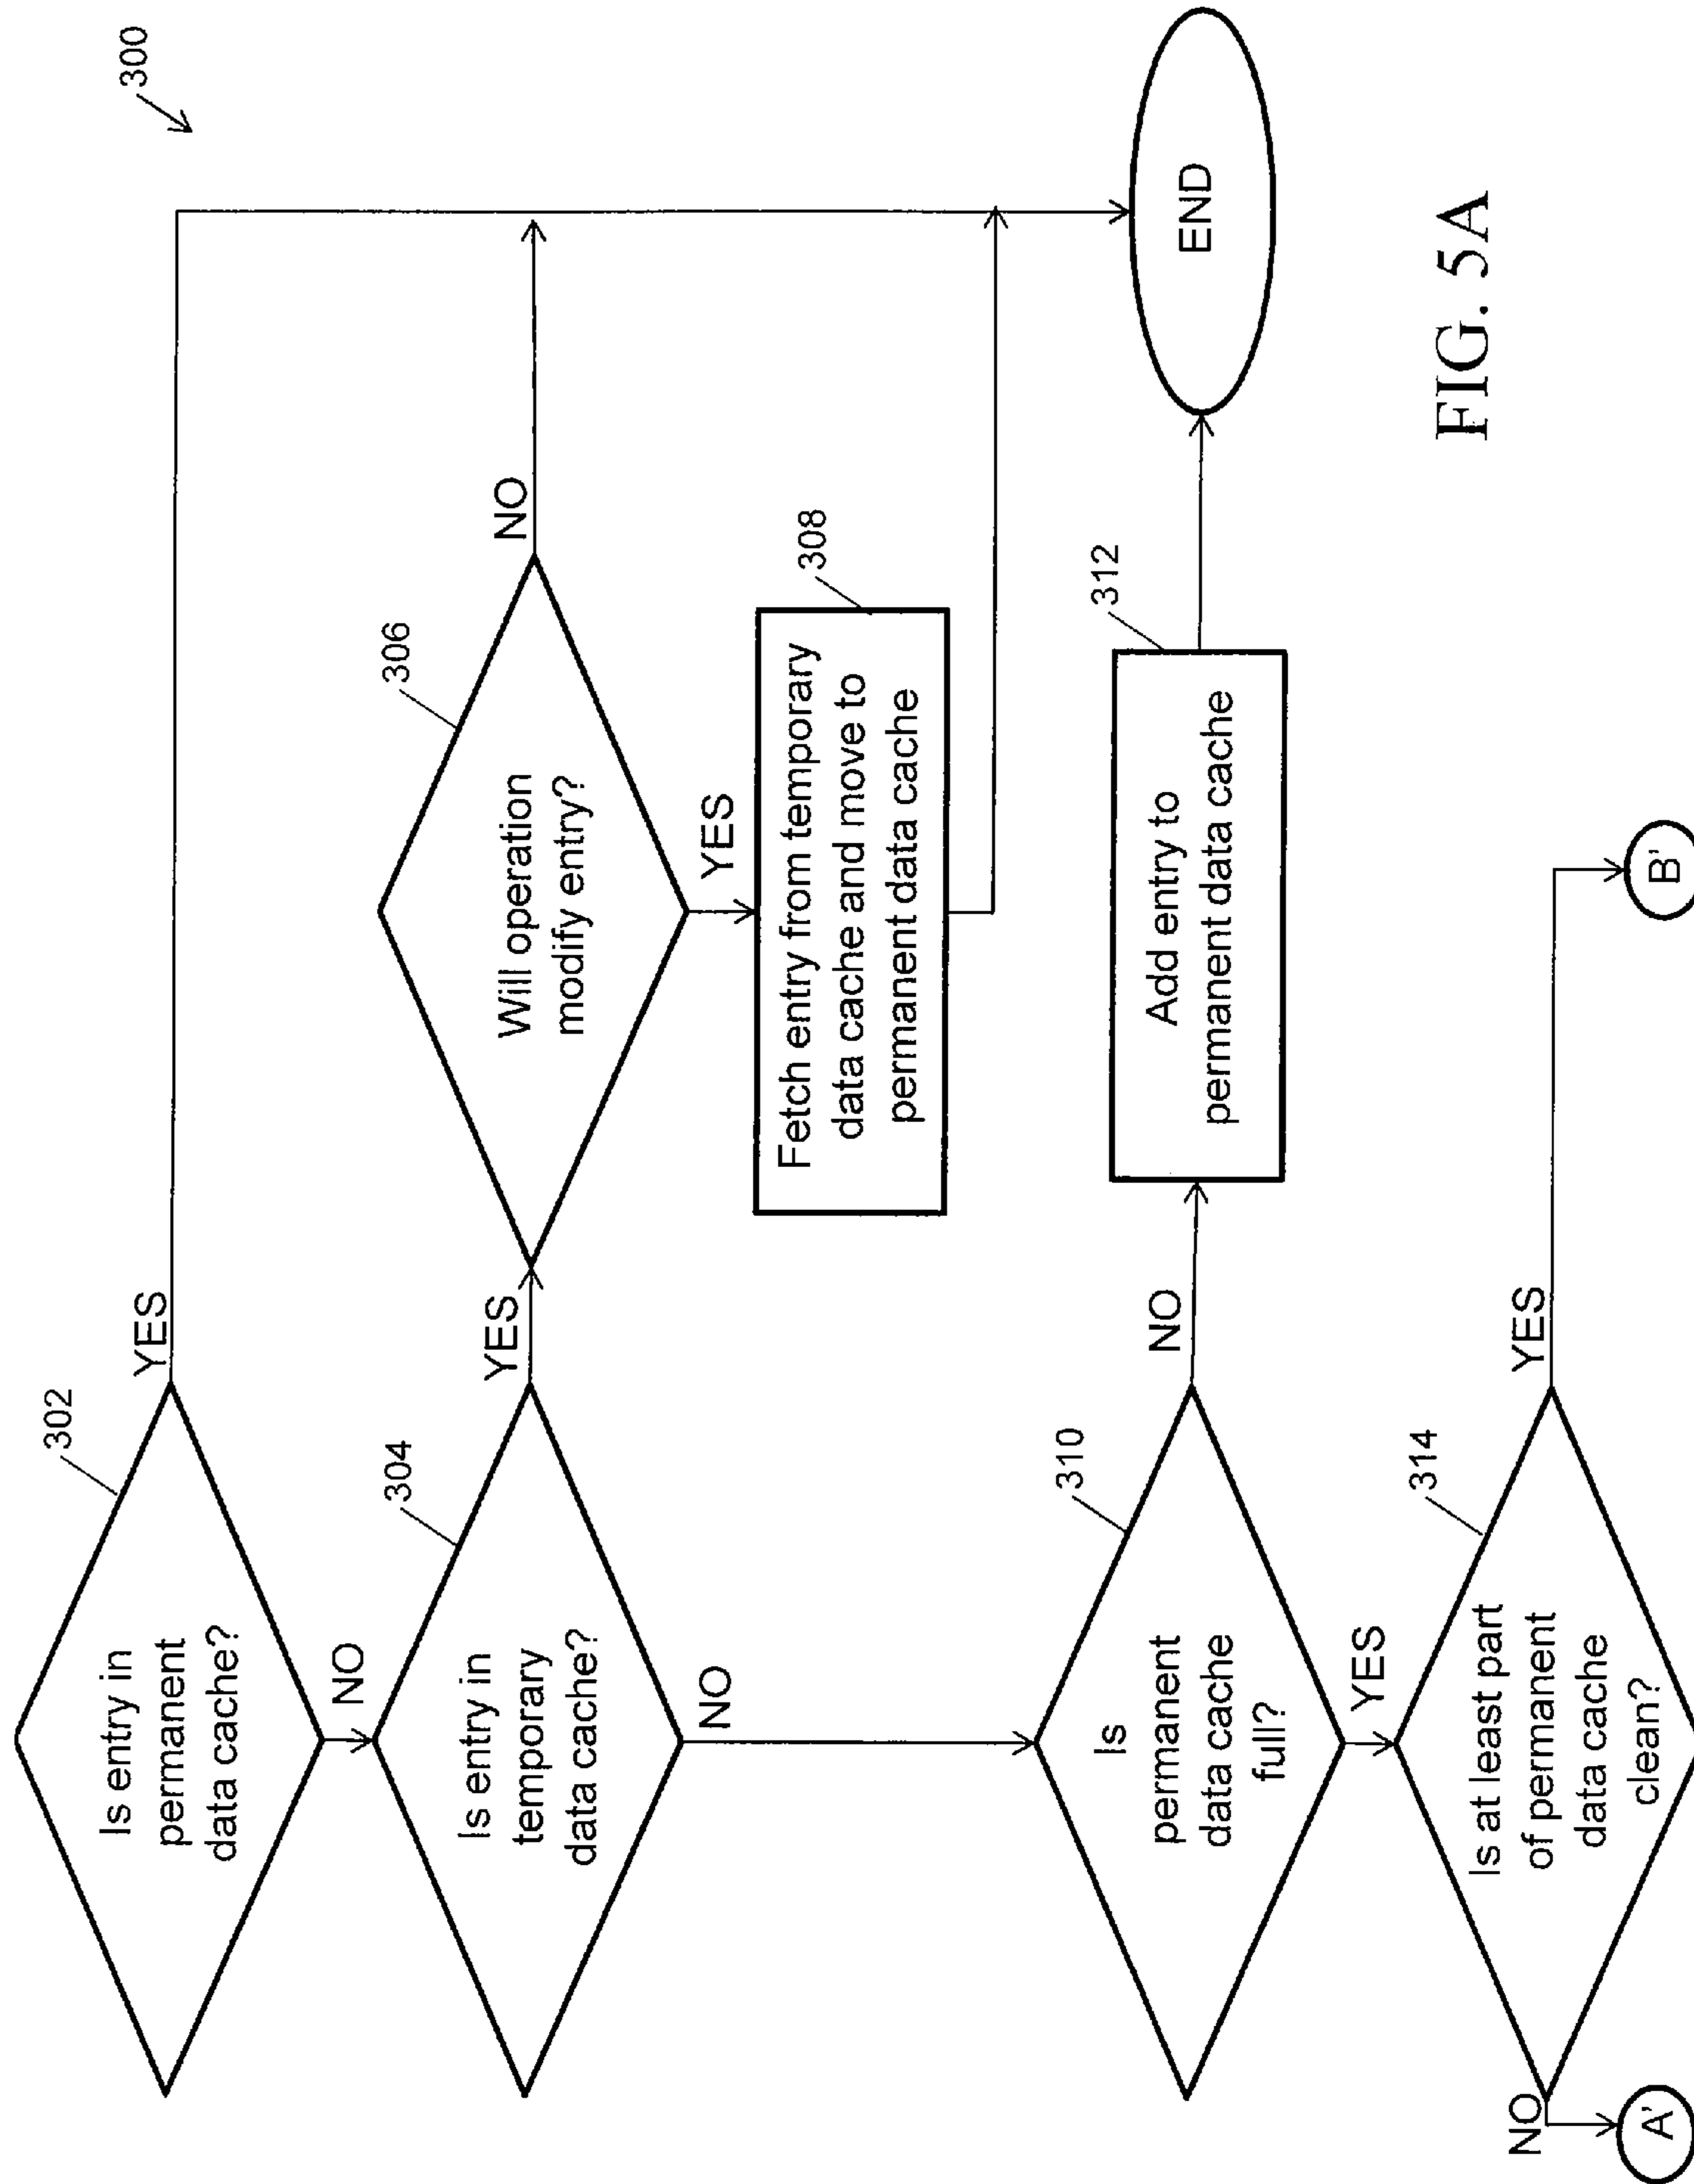 300
302
Is entry in
permanent
data cache?
YES
NO
304
Is entry in
temporary
data cache?
YES
NO
306
Will operation
modify entry?
NO
YES
308
Fetch entry from temporary
data cache and move to
permanent data cache
310
Is
permanent
data cache
full?
NO
YES
312
Add entry to
permanent data cache
END
314
Is at least part
of permanent
data cache
clean?
NO
YES
A'
B'
FIG. 5A